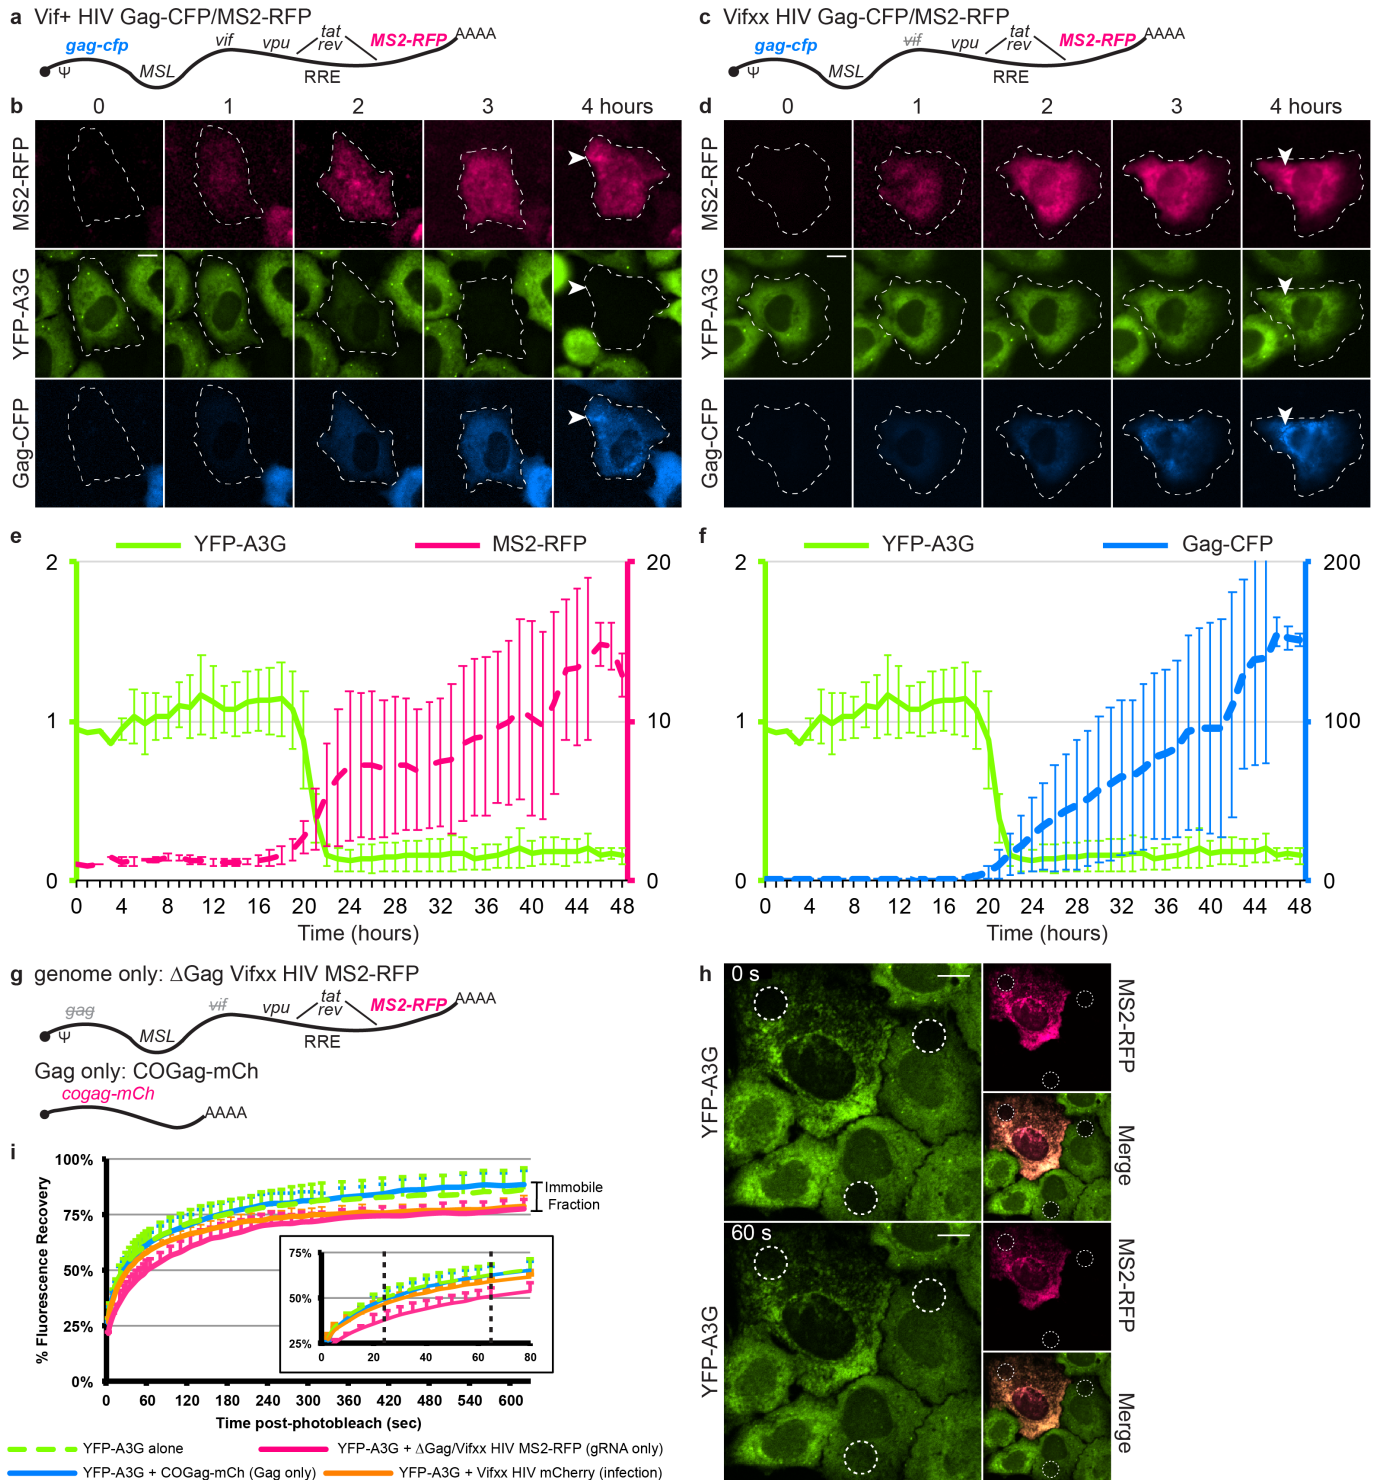 a Vif+ HIV Gag-CFP/MS2-RFP
gag-cfp
Ψ
MSL
vif
vpu
tat
rev
RRE
MS2-RFP
AAAA
b 0 1 2 3 4 hours
MS2-RFP
YFP-A3G
Gag-CFP
c Vifxx HIV Gag-CFP/MS2-RFP
gag-cfp
Ψ
MSL
vif
vpu
tat
rev
RRE
MS2-RFP
AAAA
d 0 1 2 3 4 hours
MS2-RFP
YFP-A3G
Gag-CFP
e YFP-A3G MS2-RFP
2 20
1 10
0 0
0 4 8 12 16 20 24 28 32 36 40 44 48
Time (hours)
f YFP-A3G Gag-CFP
2 200
1 100
0 0
0 4 8 12 16 20 24 28 32 36 40 44 48
Time (hours)
g genome only: ΔGag Vifxx HIV MS2-RFP
gag
Ψ
MSL
vif
vpu
tat
rev
RRE
MS2-RFP
AAAA
Gag only: COGag-mCh
cogag-mCh
AAAA
h 0 s
YFP-A3G
MS2-RFP
Merge
60 s
YFP-A3G
MS2-RFP
Merge
i
% Fluorescence Recovery
100%
75%
50%
25%
0%
0 60 120 180 240 300 360 420 480 540 600
Time post-photobleach (sec)
Immobile
Fraction
75%
50%
25%
0 20 40 60 80
YFP-A3G alone
YFP-A3G + ΔGag/Vifxx HIV MS2-RFP (gRNA only)
YFP-A3G + COGag-mCh (Gag only)
YFP-A3G + Vifxx HIV mCherry (infection)